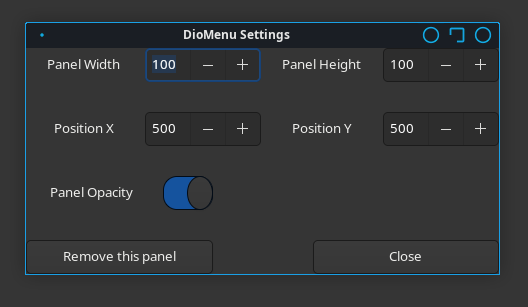 DioMenu Settings
Panel Width 100 Panel Height 100
Position X 500 Position Y 500
Panel Opacity
Remove this panel Close